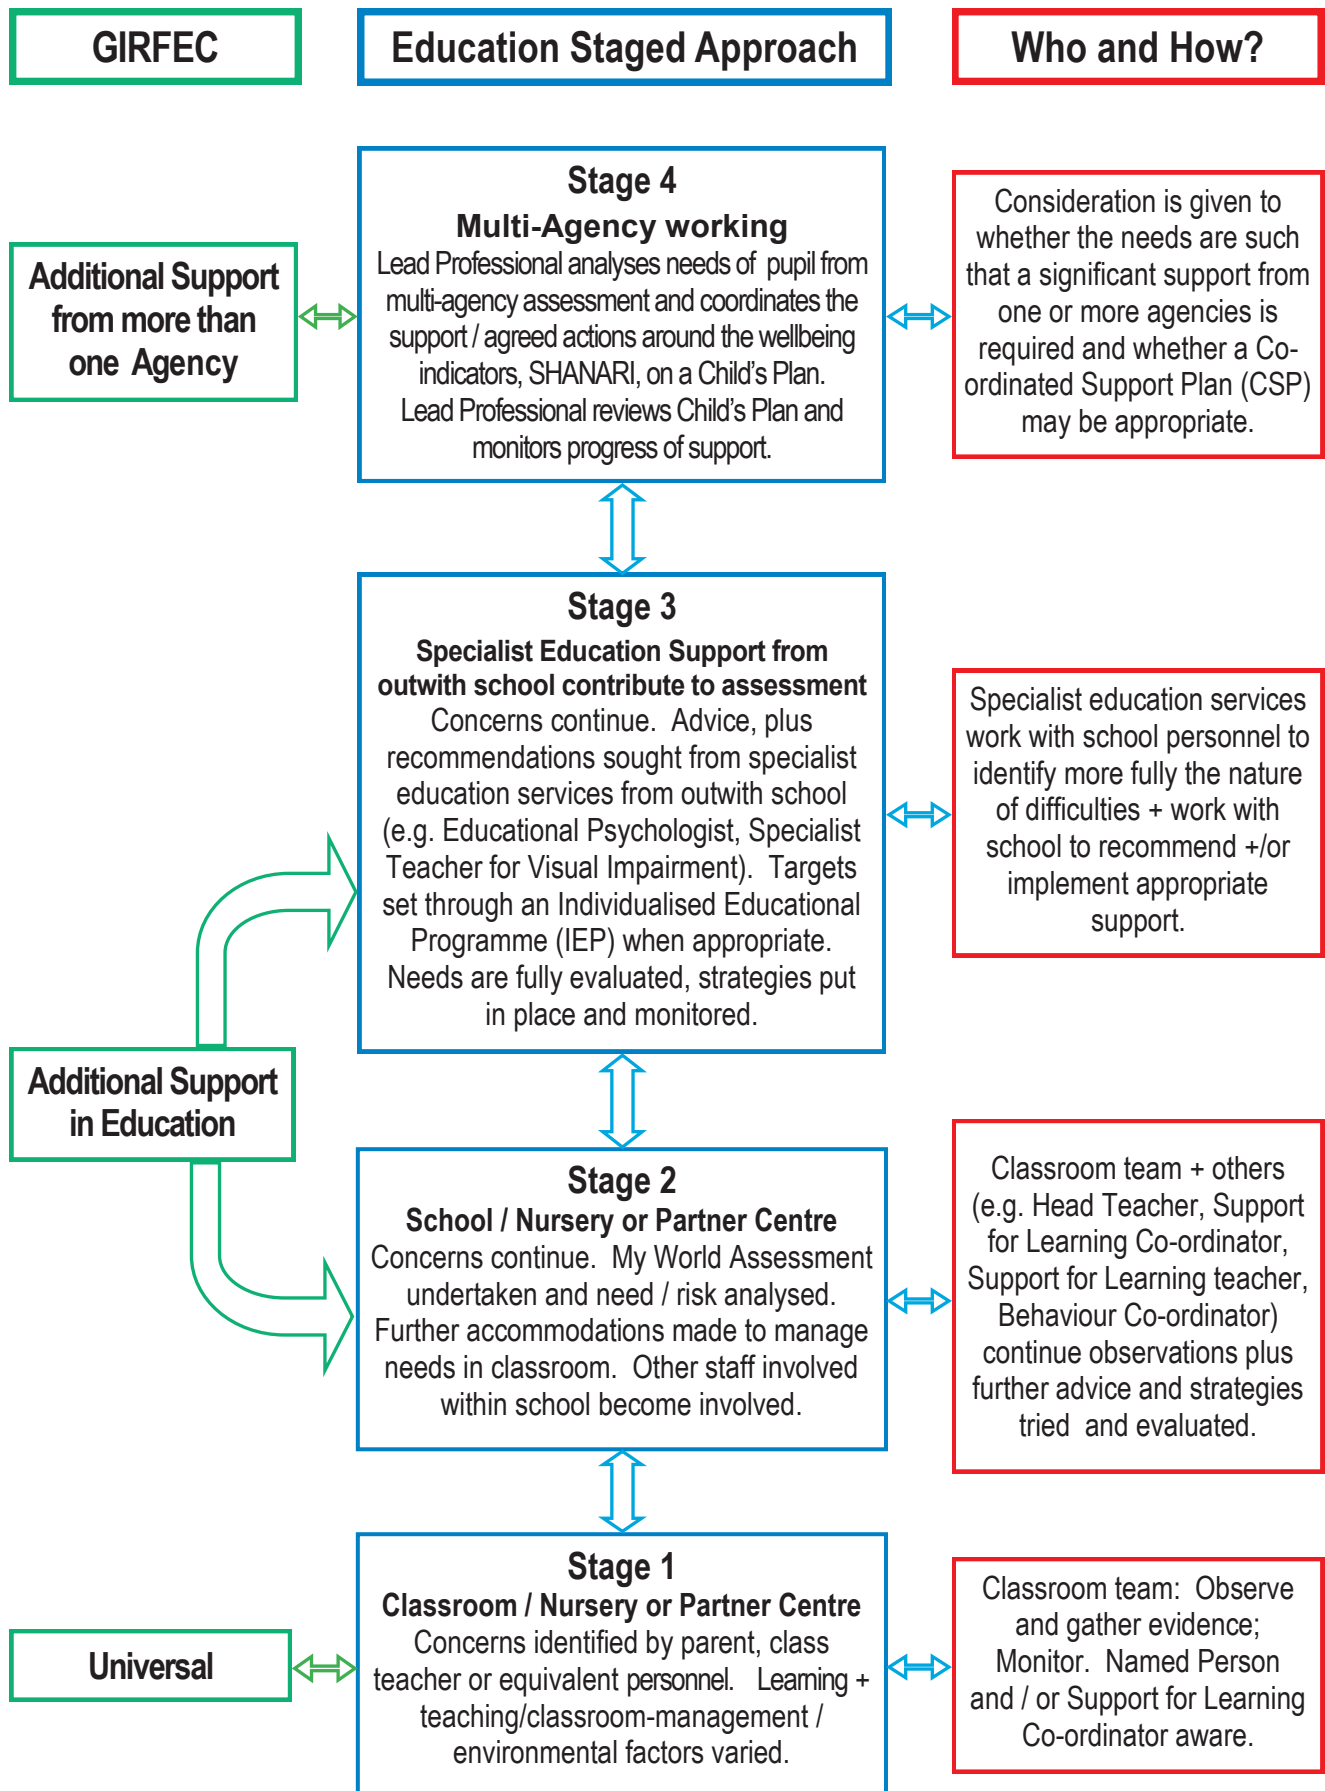 GIRFEC
Education Staged Approach
Who and How?
Additional Support
from more than
one Agency
Stage 4
Multi-Agency working
Lead Professional analyses needs of pupil from
multi-agency assessment and coordinates the
support / agreed actions around the wellbeing
indicators, SHANARI, on a Child’s Plan.
Lead Professional reviews Child’s Plan and
monitors progress of support.
Consideration is given to
whether the needs are such
that a significant support from
one or more agencies is
required and whether a Co-
ordinated Support Plan (CSP)
may be appropriate.
Stage 3
Specialist Education Support from
outwith school contribute to assessment
Concerns continue. Advice, plus
recommendations sought from specialist
education services from outwith school
(e.g. Educational Psychologist, Specialist
Teacher for Visual Impairment). Targets
set through an Individualised Educational
Programme (IEP) when appropriate.
Needs are fully evaluated, strategies put
in place and monitored.
Specialist education services
work with school personnel to
identify more fully the nature
of difficulties + work with
school to recommend +/or
implement appropriate
support.
Additional Support
in Education
Stage 2
School / Nursery or Partner Centre
Concerns continue. My World Assessment
undertaken and need / risk analysed.
Further accommodations made to manage
needs in classroom. Other staff involved
within school become involved.
Classroom team + others
(e.g. Head Teacher, Support
for Learning Co-ordinator,
Support for Learning teacher,
Behaviour Co-ordinator)
continue observations plus
further advice and strategies
tried and evaluated.
Universal
Stage 1
Classroom / Nursery or Partner Centre
Concerns identified by parent, class
teacher or equivalent personnel. Learning +
teaching/classroom-management /
environmental factors varied.
Classroom team: Observe
and gather evidence;
Monitor. Named Person
and / or Support for Learning
Co-ordinator aware.